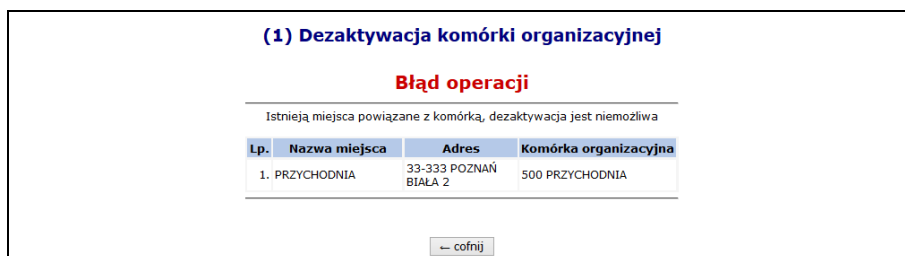 (1) Dezaktywacja komórki organizacyjnej
Błąd operacji
Istnieją miejsca powiązane z komórką, dezaktywacja jest niemożliwa
Lp. Nazwa miejsca Adres Komórka organizacyjna
1. PRZYCHODNIA 33-333 POZNAŃ BIAŁA 2 500 PRZYCHODNIA
← cofnij